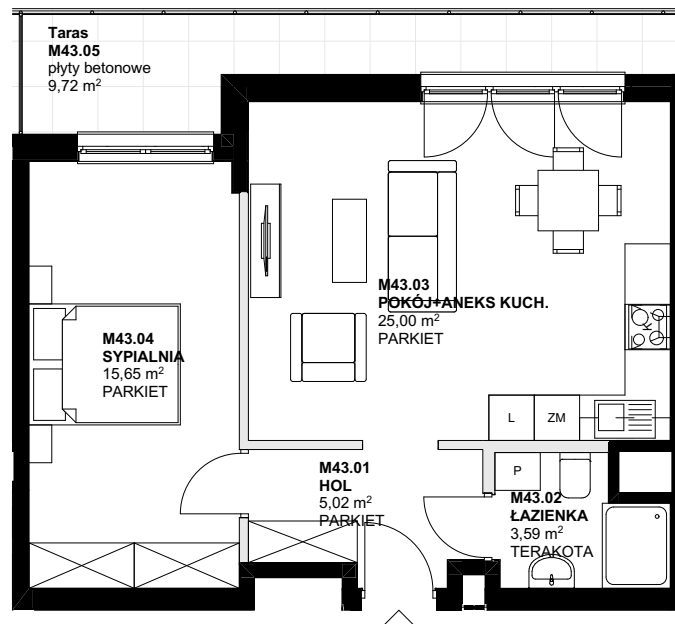 Taras
M43.05
płyty betonowe
9,72 m²
M43.03
POKÓJ+ANEKS KUCH.
25,00 m²
PARKIET
K
M43.04
SYPIALNIA
15,65 m²
PARKIET
L
ZM
M43.01
HOL
5,02 m²
PARKIET
P
M43.02
ŁAZIENKA
3,59 m²
TERAKOTA